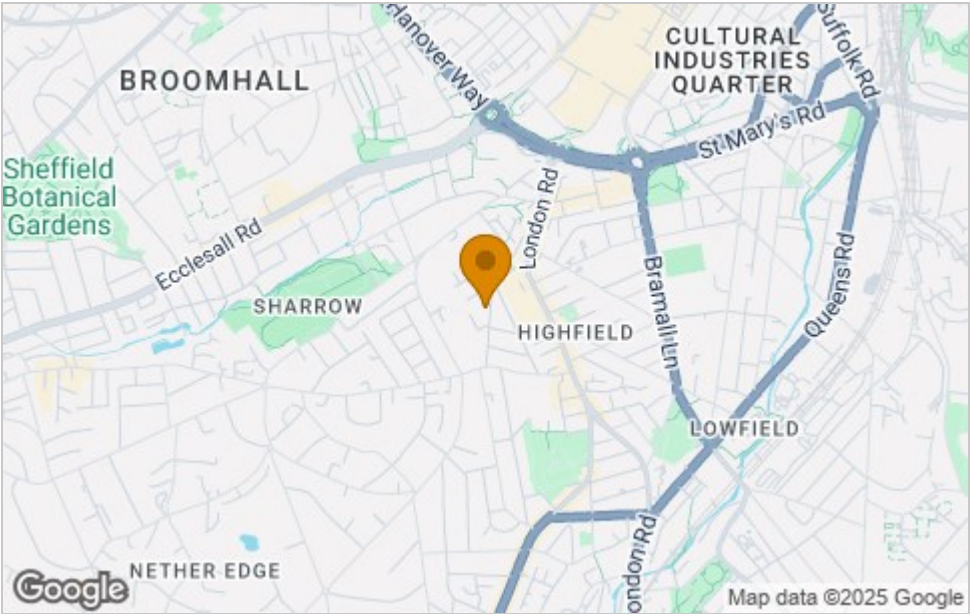 Hanover Way
CULTURAL
INDUSTRIES
QUARTER
Suffolk Rd
BROOMHALL
St Mary's Rd
Sheffield
Botanical
Gardens
London Rd
Ecclesall Rd
Queens Rd
Bramall Ln
SHARROW
HIGHFIELD
LOWFIELD
ondon Rd
NETHER EDGE
Google
Map data ©2025 Google